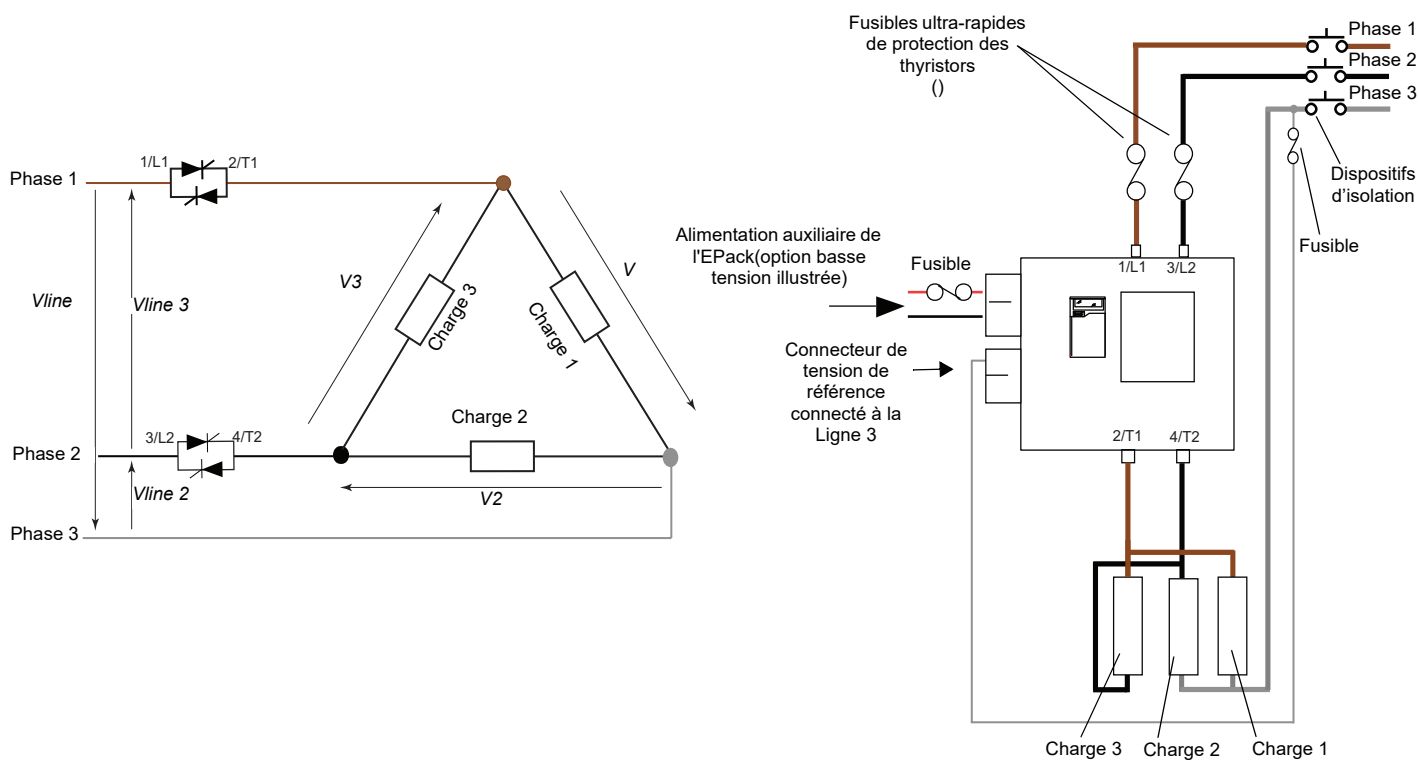 Fusibles ultra-rapides
de protection des
thyristors
()
Phase 1
Phase 2
Phase 3
Dispositifs
d'isolation
Fusible
1/L1
2/T1
Phase 1
Alimentation auxiliaire de
l'EPack(option basse
tension illustrée)
Fusible
1/L1
3/L2
Vline
Vline 3
V3
V
Charge 3
Charge 1
Connecteur de
tension de
référence
connecté à la
Ligne 3
Charge 2
3/L2
4/T2
Phase 2
2/T1
4/T2
Vline 2
V2
Phase 3
Charge 3
Charge 2
Charge 1